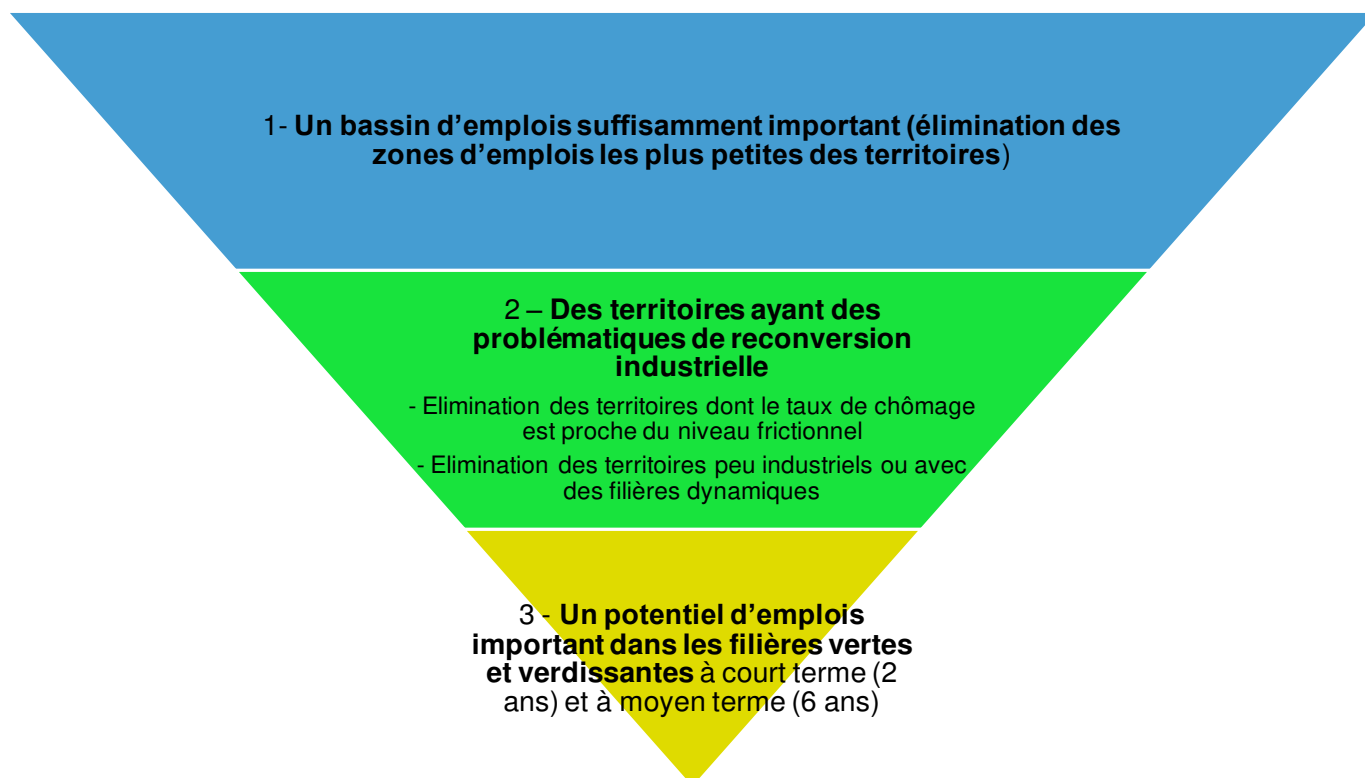 1- Un bassin d’emplois suffisamment important (élimination des
zones d’emplois les plus petites des territoires)
2 – Des territoires ayant des
problématiques de reconversion
industrielle
- Elimination des territoires dont le taux de chômage
est proche du niveau frictionnel
- Elimination des territoires peu industriels ou avec
des filières dynamiques
3 - Un potentiel d’emplois
important dans les filières vertes
et verdissantes à court terme (2
ans) et à moyen terme (6 ans)